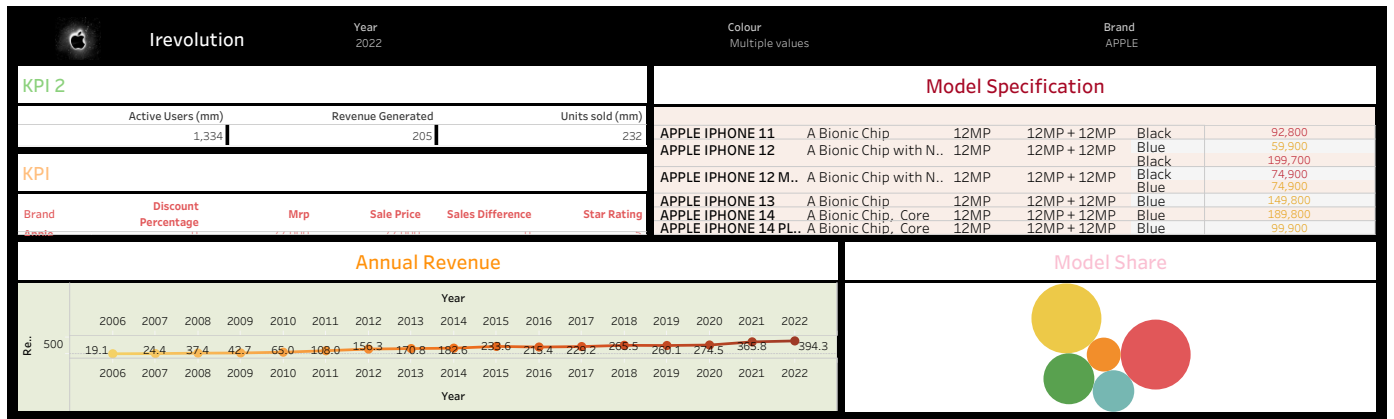 Irevolution
Year
2022
Colour
Multiple values
Brand
APPLE
KPI 2
Active Users (mm) Revenue Generated Units sold (mm)
1,334 205 232
KPI
Brand Discount Percentage Mrp Sale Price Sales Difference Star Rating
Apple
Model Specification
APPLE IPHONE 11 A Bionic Chip 12MP 12MP + 12MP Black 92,800
APPLE IPHONE 12 A Bionic Chip with N.. 12MP 12MP + 12MP Blue 59,900
Black 199,700
APPLE IPHONE 12 M.. A Bionic Chip with N.. 12MP 12MP + 12MP Black 74,900
Blue 74,900
APPLE IPHONE 13 A Bionic Chip 12MP 12MP + 12MP Blue 149,800
APPLE IPHONE 14 A Bionic Chip, Core 12MP 12MP + 12MP Blue 189,800
APPLE IPHONE 14 PL.. A Bionic Chip, Core 12MP 12MP + 12MP Blue 99,900
Annual Revenue
Year
2006 2007 2008 2009 2010 2011 2012 2013 2014 2015 2016 2017 2018 2019 2020 2021 2022
Re..
500
19.1 24.4 37.4 42.7 65.0 108.0 156.3 170.8 182.6 233.6 215.4 229.2 265.5 260.1 274.5 365.8 394.3
2006 2007 2008 2009 2010 2011 2012 2013 2014 2015 2016 2017 2018 2019 2020 2021 2022
Year
Model Share